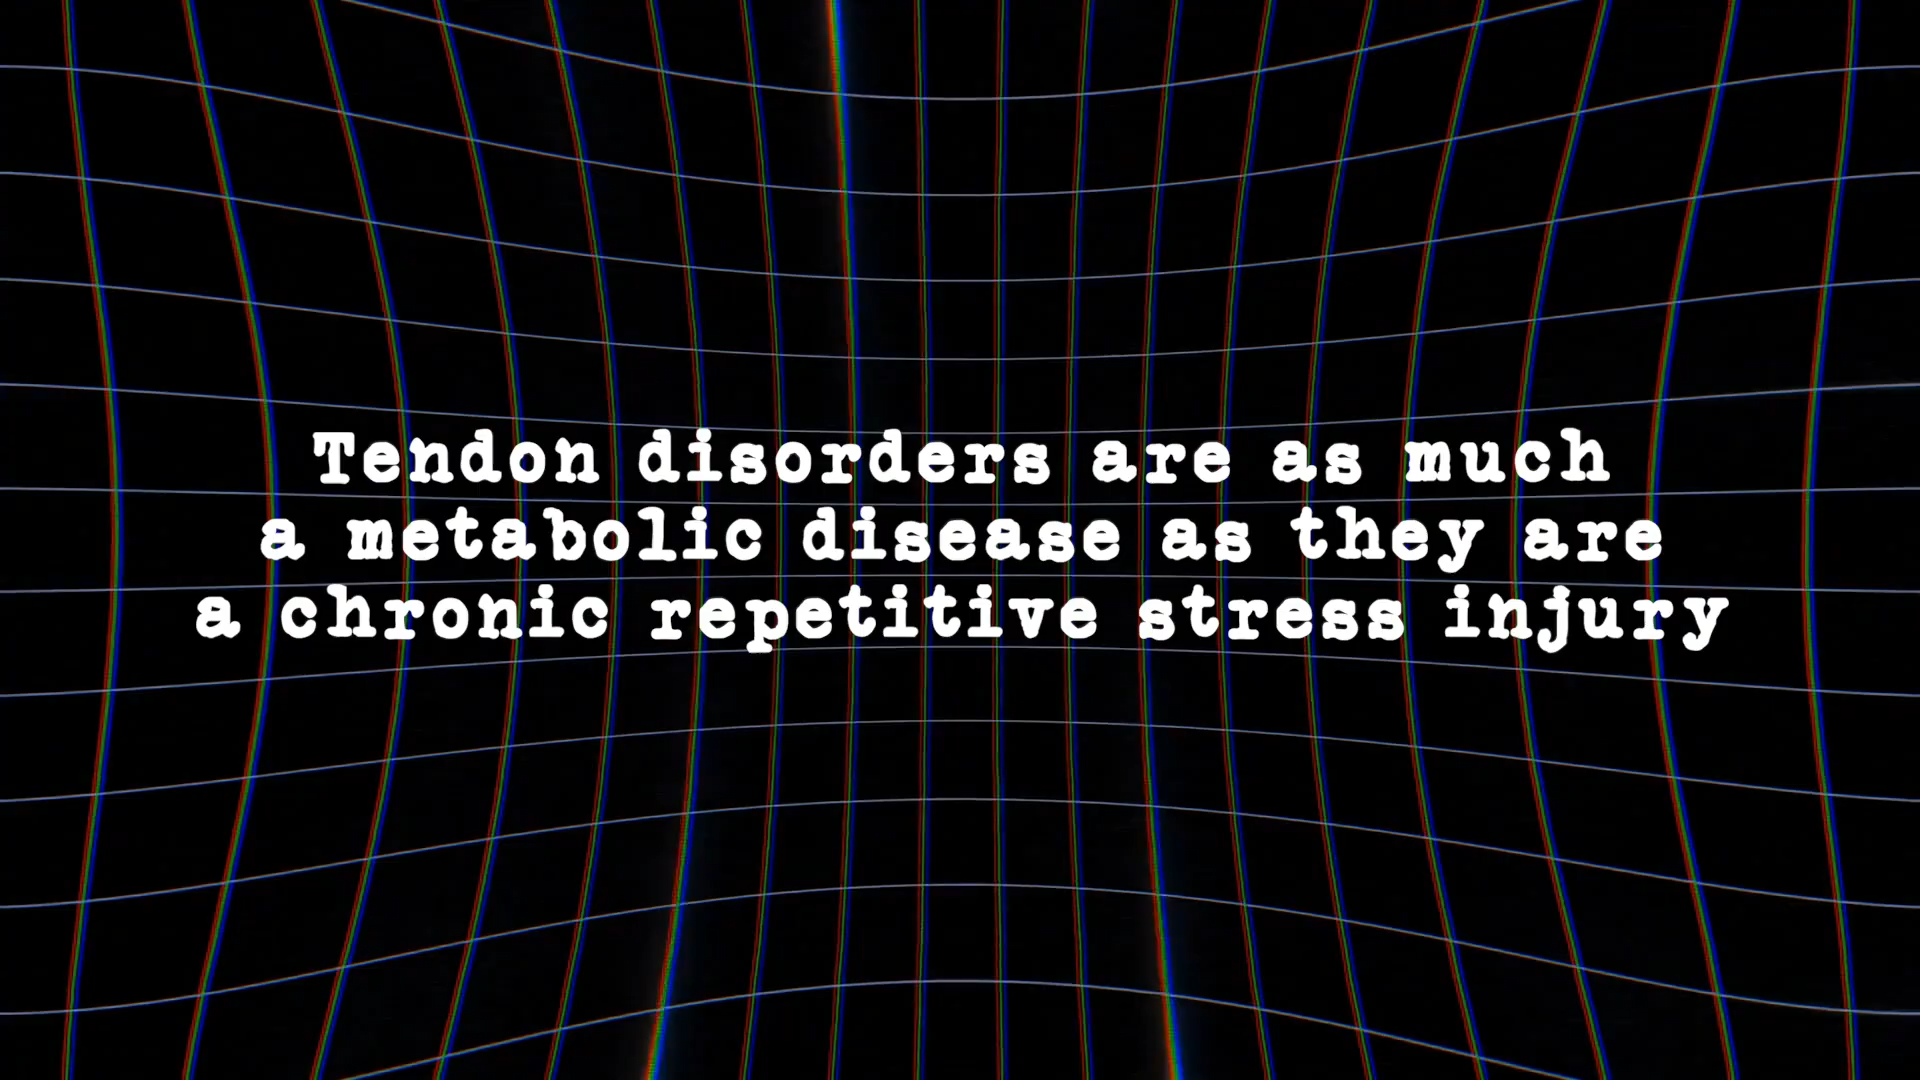 Tendon disorders are as much
a metabolic disease as they are
a chronic repetitive stress injury